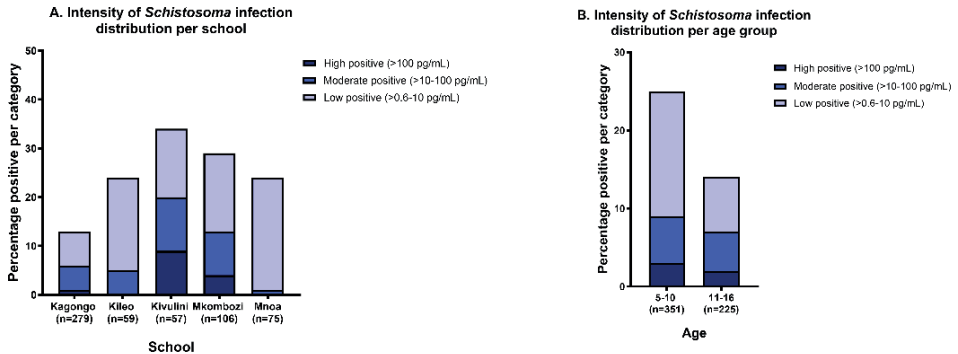 A. Intensity of Schistosoma infection
distribution per school
Percentage positive per category
50
40
30
20
10
0
High positive (>100 pg/mL)
Moderate positive (>10-100 pg/mL)
Low positive (>0.6-10 pg/mL)
Kagongo Kileo Kivulini Mkombozi Mnoa
(n=279) (n=59) (n=57) (n=106) (n=75)
School
B. Intensity of Schistosoma infection
distribution per age group
Percentage positive per category
30
20
10
0
High positive (>100 pg/mL)
Moderate positive (>10-100 pg/mL)
Low positive (>0.6-10 pg/mL)
5-10 11-16
(n=351) (n=225)
Age